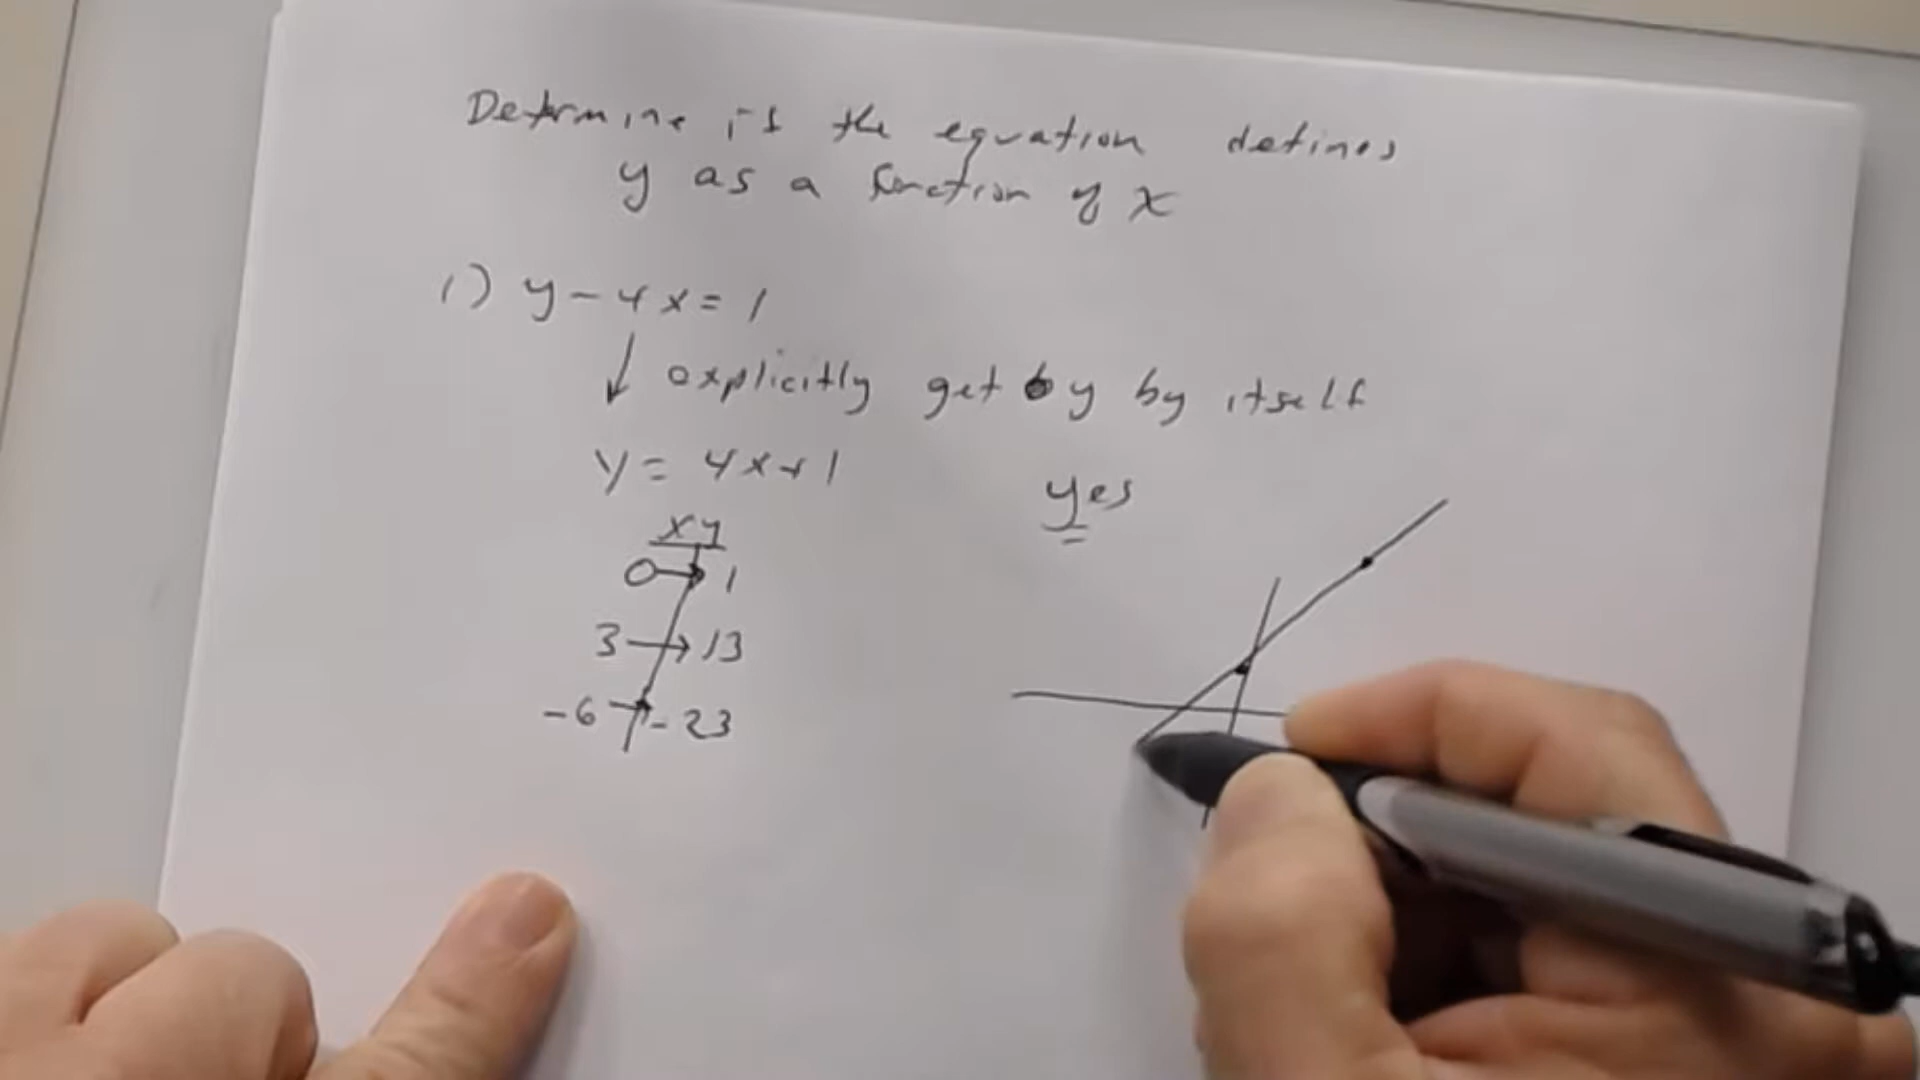 Determine if the equation defines
y as a function of x
1) y - 4x = 1
explicitly get y by itself
y = 4x + 1
yes
x y
0 → 1
3 → 13
-6 → -23